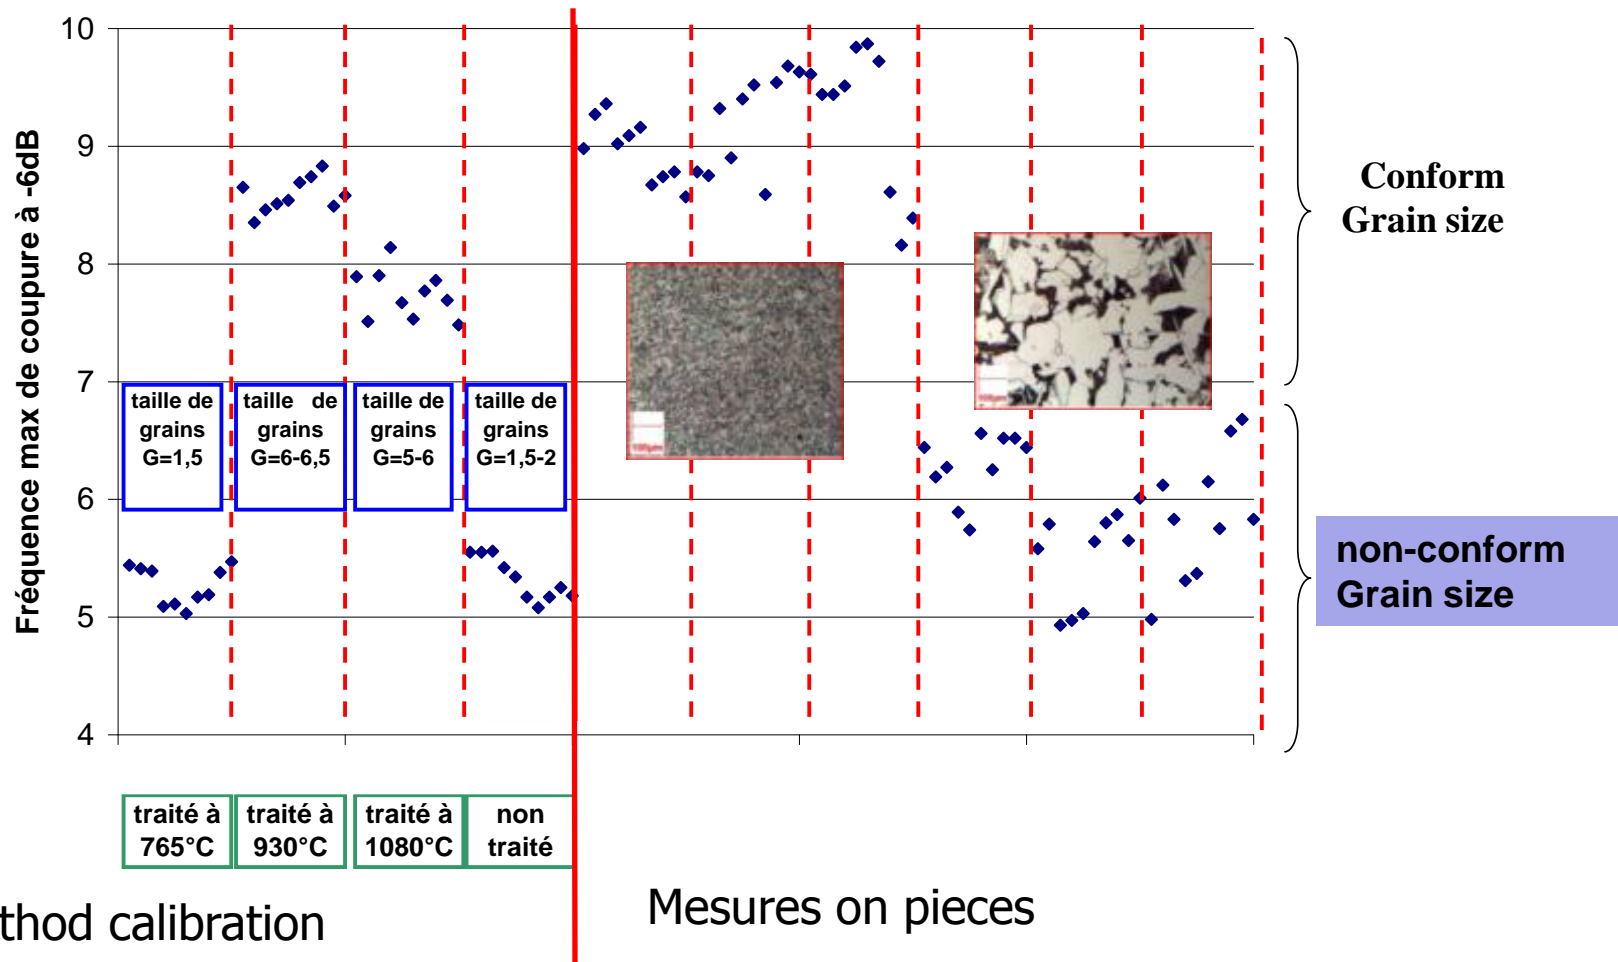 Fréquence max de coupure à -6dB
10
9
8
7
6
5
4
taille de
grains
G=1,5
taille de
grains
G=6-6,5
taille de
grains
G=5-6
taille de
grains
G=1,5-2
traité à
765°C
traité à
930°C
traité à
1080°C
non
traité
Conform
Grain size
non-conform
Grain size
thod calibration
Mesures on pieces